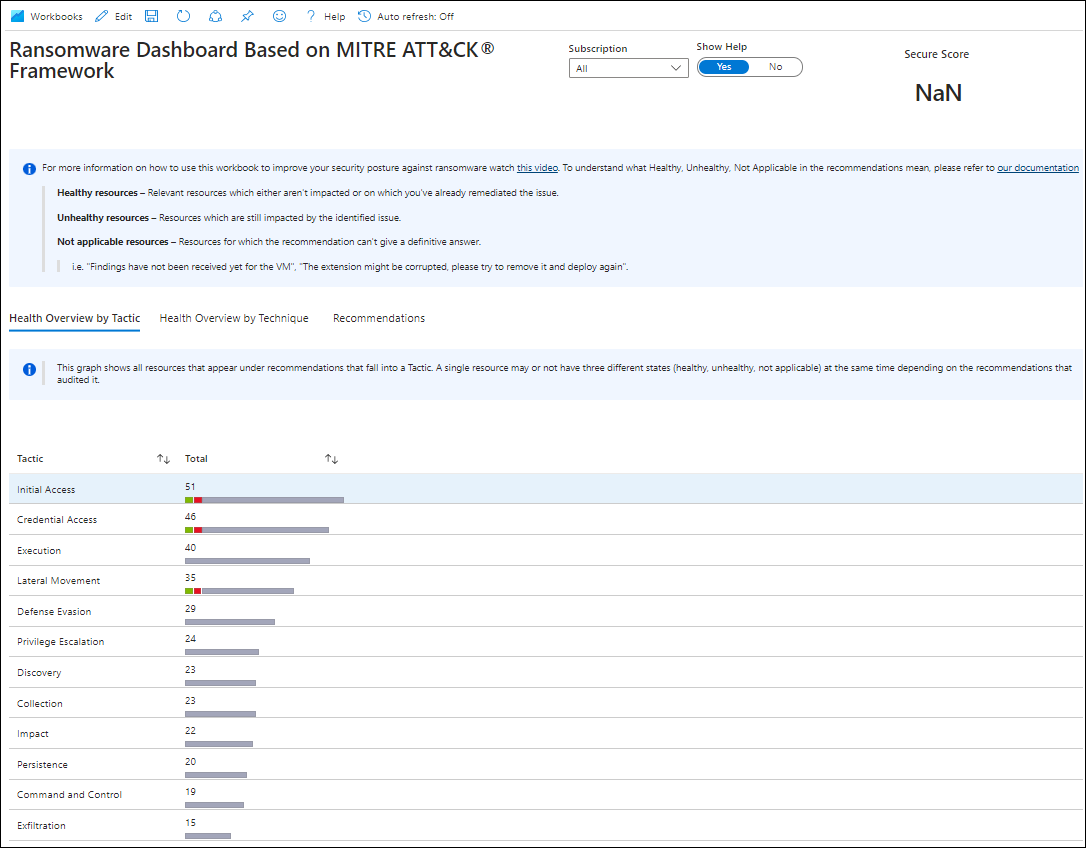 Workbooks Edit Help Auto refresh: Off
Ransomware Dashboard Based on MITRE ATT&CK®
Framework
Subscription
All
Show Help
Yes No
Secure Score
NaN
For more information on how to use this workbook to improve your security posture against ransomware watch this video. To understand what Healthy, Unhealthy, Not Applicable in the recommendations mean, please refer to our documentation
Healthy resources – Relevant resources which either aren't impacted or on which you've already remediated the issue.
Unhealthy resources – Resources which are still impacted by the identified issue.
Not applicable resources – Resources for which the recommendation can't give a definitive answer.
i.e. "Findings have not been received yet for the VM", "The extension might be corrupted, please try to remove it and deploy again".
Health Overview by Tactic Health Overview by Technique Recommendations
This graph shows all resources that appear under recommendations that fall into a Tactic. A single resource may or not have three different states (healthy, unhealthy, not applicable) at the same time depending on the recommendations that
audited it.
Tactic Total
Initial Access 51
Credential Access 46
Execution 40
Lateral Movement 35
Defense Evasion 29
Privilege Escalation 24
Discovery 23
Collection 23
Impact 22
Persistence 20
Command and Control 19
Exfiltration 15